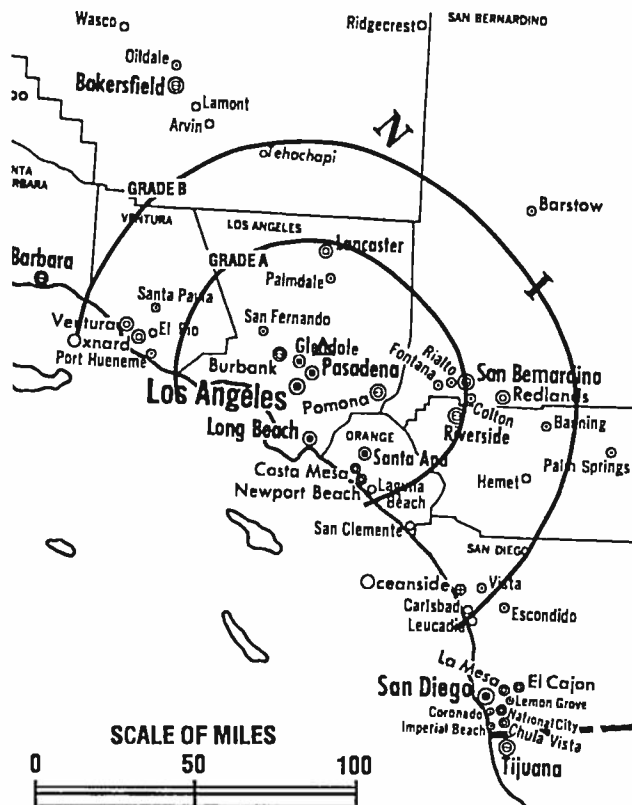 Wasco
Ridgecrest
SAN BERNARDINO
Oildale
Bakersfield
Lamont
Arvin
N
Tehochapi
NTA
RBARA
GRADE B
VENTURA
LOS ANGELES
Barstow
Lancaster
GRADE A
Barbara
Palmdale
I
Santa Paula
San Fernando
Ventura
El Rio
Oxnard
Port Hueneme
Glendale
Burbank
Pasadena
Rialto
Fontana
San Bernardino
Los Angeles
Pomona
Redlands
Colton
Riverside
Long Beach
ORANGE
Banning
Santa Ana
Palm Springs
Costa Mesa
Hemet
Newport Beach
Laguna
Beach
San Clemente
SAN DIEGO
Oceanside
Vista
Carlsbad
Escondido
Leucadia
La Mesa
El Cajon
San Diego
Lemon Grove
Coronado
National City
Imperial Beach
Chula Vista
Tijuana
SCALE OF MILES
0 50 100